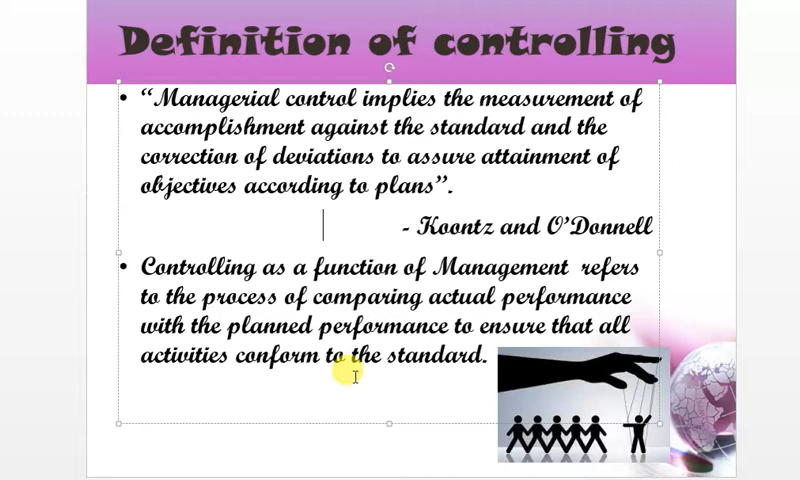 Definition of controlling
• “Managerial control implies the measurement of
accomplishment against the standard and the
correction of deviations to assure attainment of
objectives according to plans”.
- Koontz and O’Donnell
• Controlling as a function of Management refers
to the process of comparing actual performance
with the planned performance to ensure that all
activities conform to the standard.